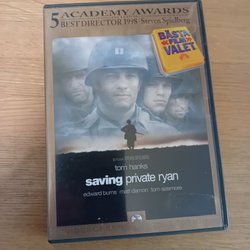 5 ACADEMY AWARDS
BEST DIRECTOR 1998 - Steven Spielberg
BÄSTA
FILM
VALET
tom hanks
saving private ryan
edward burns matt damon tom sizemore